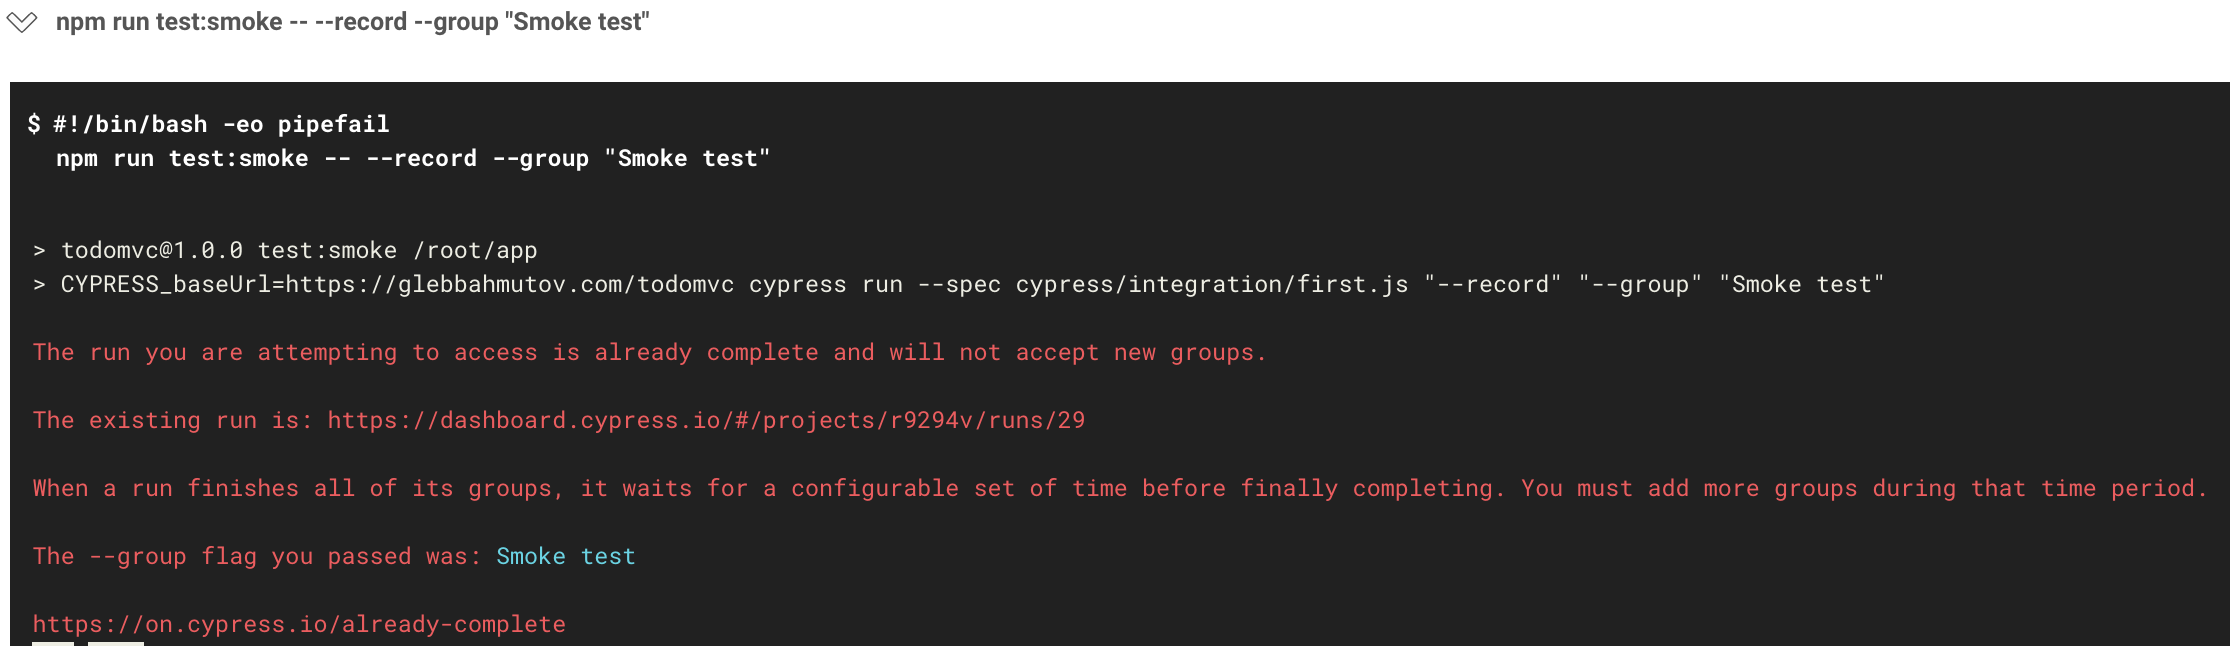 npm run test:smoke -- --record --group "Smoke test"
$ #!/bin/bash -eo pipefail
npm run test:smoke -- --record --group "Smoke test"
> todomvc@1.0.0 test:smoke /root/app
> CYPRESS_baseUrl=https://glebbahmutov.com/todomvc cypress run --spec cypress/integration/first.js "--record" "--group" "Smoke test"
The run you are attempting to access is already complete and will not accept new groups.
The existing run is: https://dashboard.cypress.io/#/projects/r9294v/runs/29
When a run finishes all of its groups, it waits for a configurable set of time before finally completing. You must add more groups during that time period.
The --group flag you passed was: Smoke test
https://on.cypress.io/already-complete